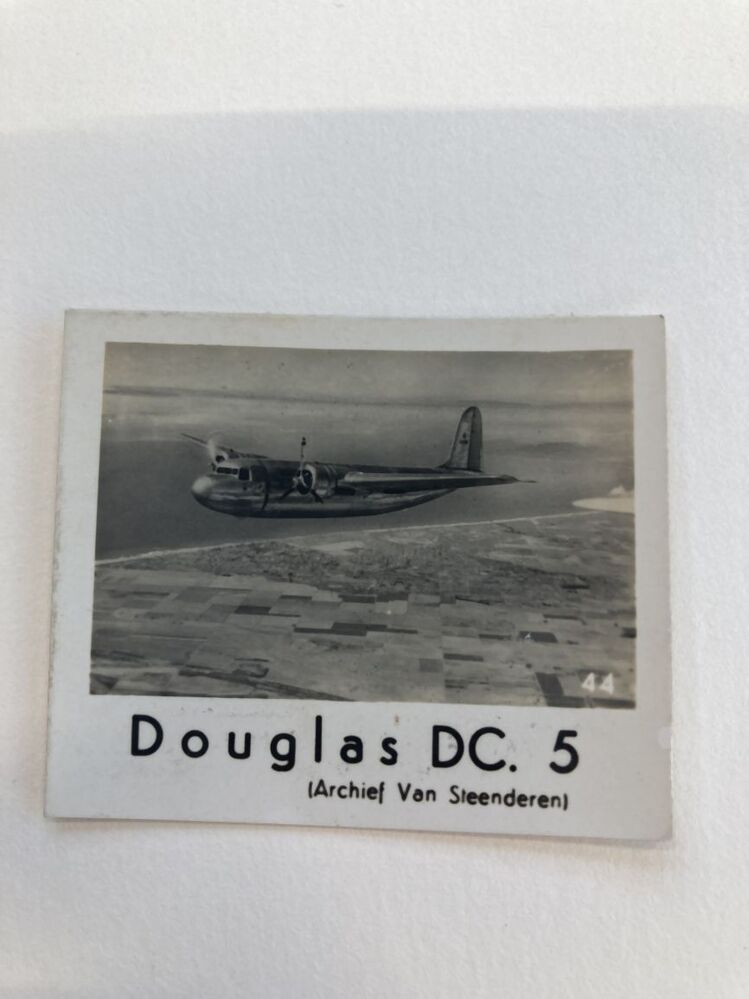 44
Douglas DC. 5
(Archief Van Steenderen)